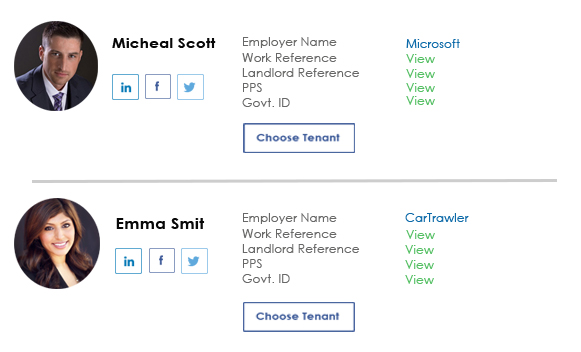 Micheal Scott
in f
Employer Name Microsoft
Work Reference View
Landlord Reference View
PPS View
Govt. ID View
Choose Tenant
Emma Smit
in f
Employer Name CarTrawler
Work Reference View
Landlord Reference View
PPS View
Govt. ID View
Choose Tenant